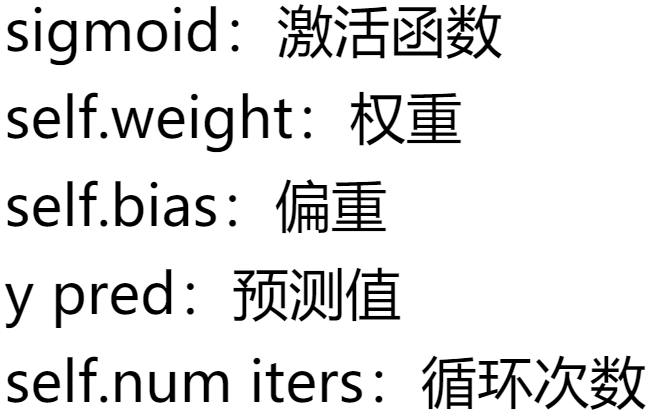 sigmoid：激活函数
self.weight：权重
self.bias：偏重
y pred：预测值
self.num iters：循环次数